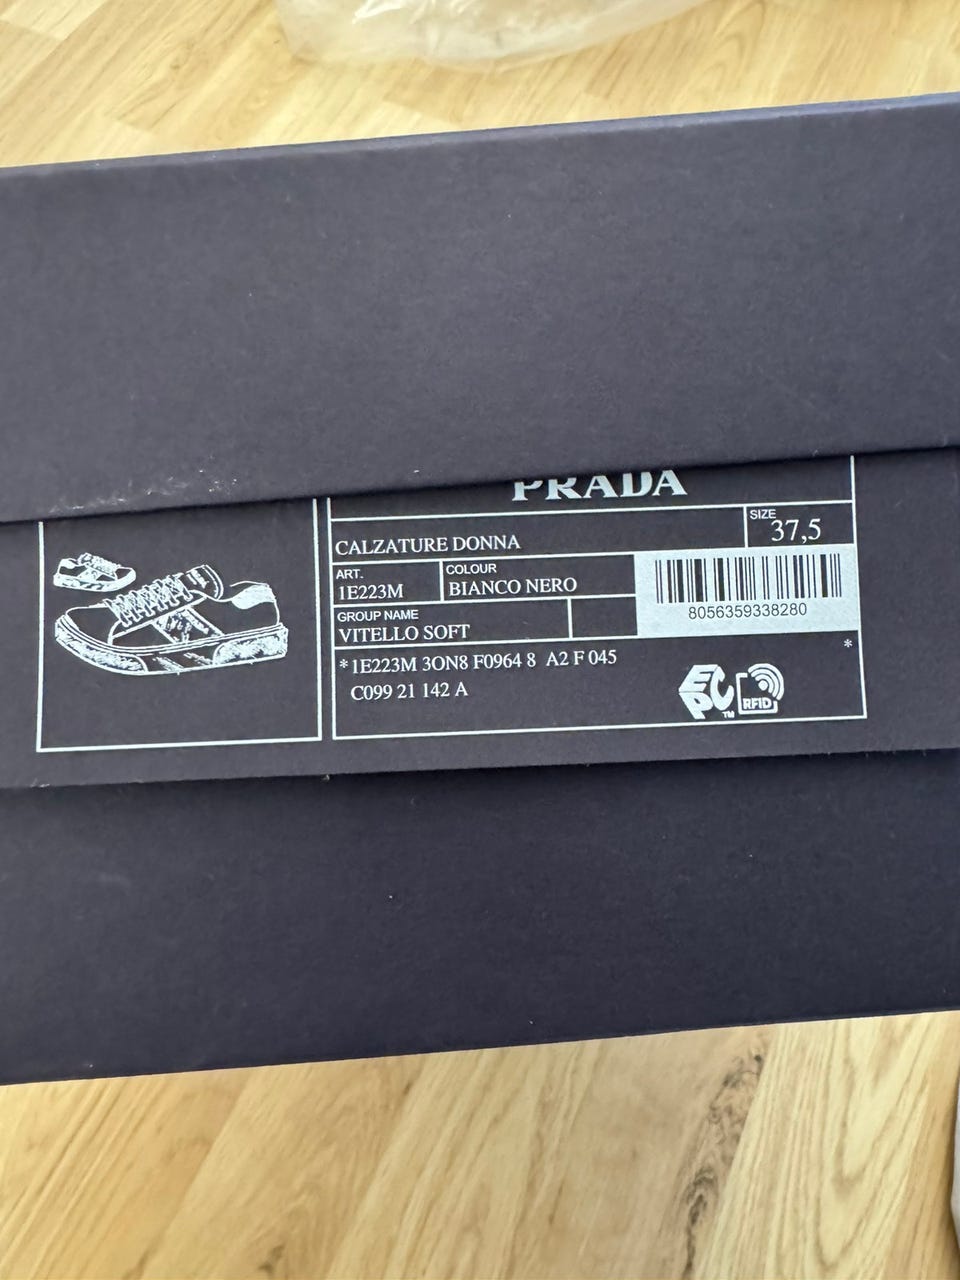 PRADA
CALZATURE DONNA
SIZE
37,5
ART.
1E223M
COLOUR
BIANCO NERO
8056359338280
GROUP NAME
VITELLO SOFT
* 1E223M 3ON8 F0964 8 A2 F 045 *
C099 21 142 A
EPC™ RFID